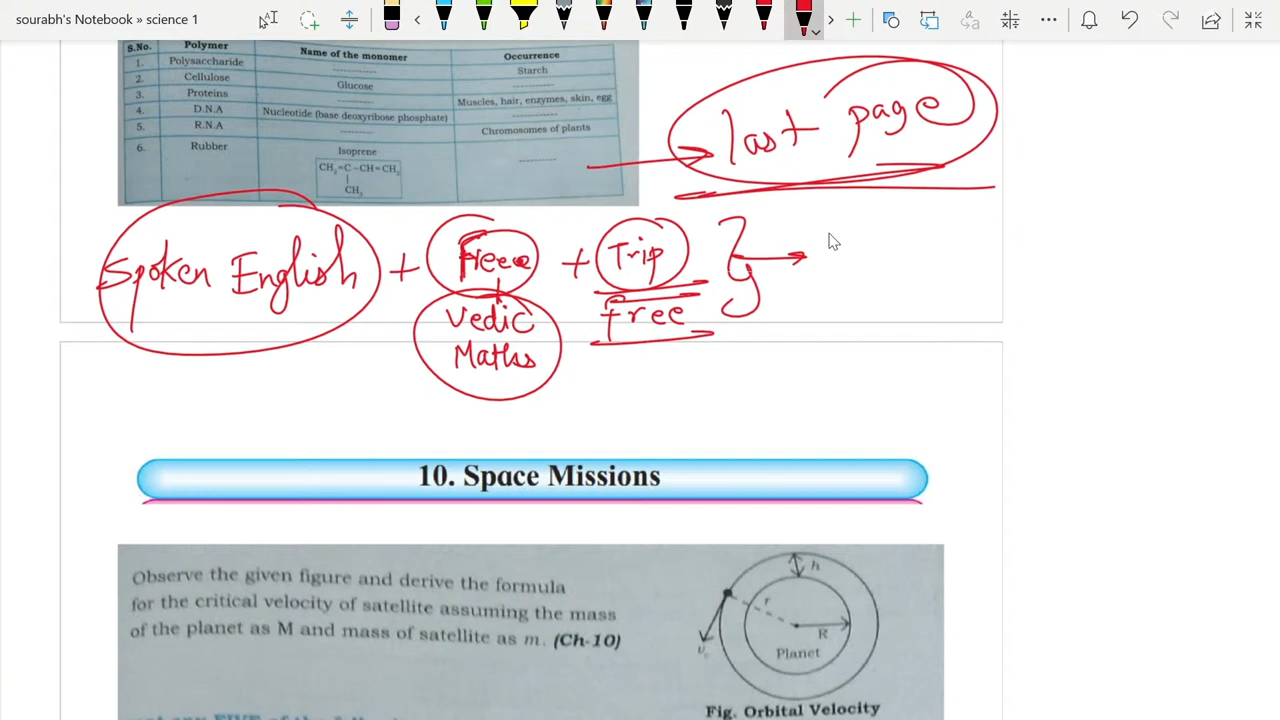 sourabh's Notebook » science 1
S.No. Polymer Name of the monomer Occurrence
1. Polysaccharide ------------ Starch
2. Cellulose Glucose ------------
3. Proteins ------------ Muscles, hair, enzymes, skin, egg
4. D.N.A Nucleotide (base deoxyribose phosphate) ------------
5. R.N.A ------------ Chromosomes of plants
6. Rubber Isoprene ------------
CH₂=C –CH=CH₂
|
CH₃
last page
Spoken English + Free + Trip
Vedic free
Maths
10. Space Missions
Observe the given figure and derive the formula
for the critical velocity of satellite assuming the mass
of the planet as M and mass of satellite as m. (Ch-10)
h
r
R
Planet
Fig. Orbital Velocity